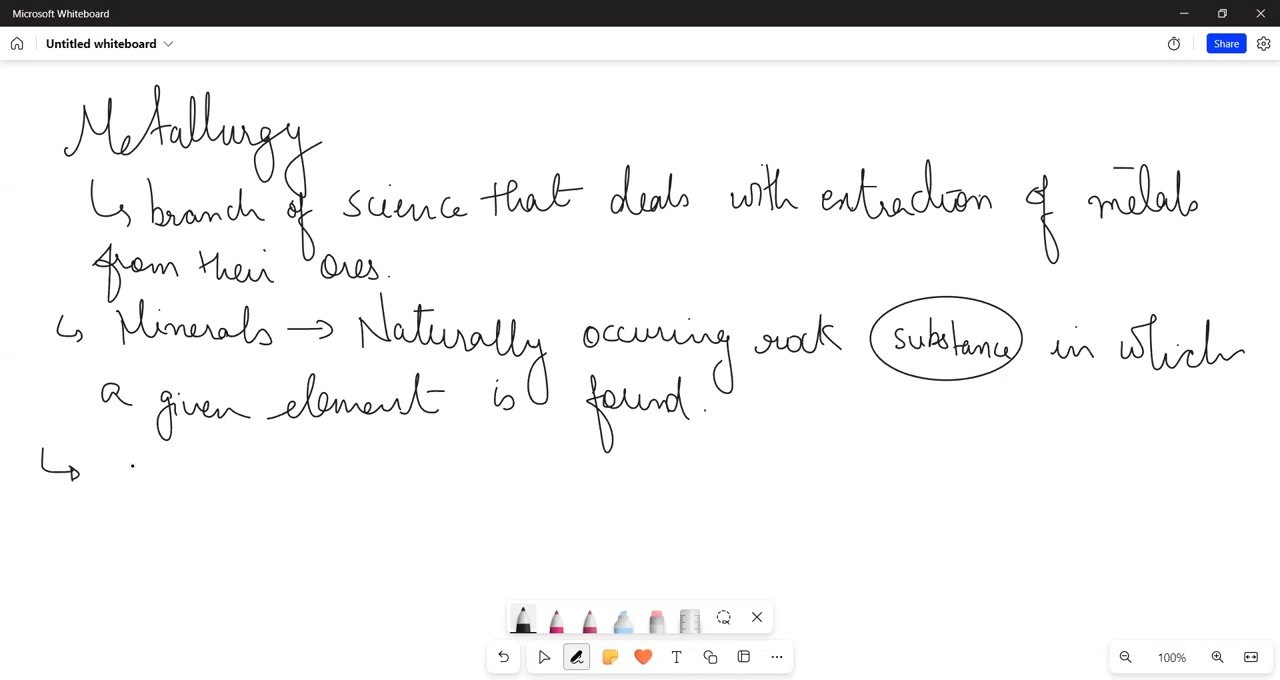 Microsoft Whiteboard
Untitled whiteboard
Share
Metallurgy
↳ branch of science that deals with extraction of metals
from their ores.
↳ Minerals → Naturally occuring rock substance in which
a given element is found.
↳
100%